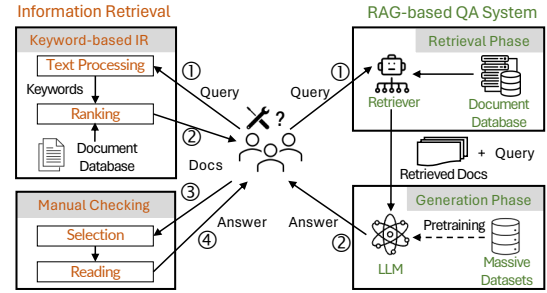 Information Retrieval
Keyword-based IR
Text Processing
Keywords
Ranking
Document
Database
Manual Checking
Selection
Reading
①
Query
②
Docs
③
Answer
④
?
RAG-based QA System
Retrieval Phase
①
Query
Retriever
Document
Database
Retrieved Docs
+ Query
Generation Phase
Answer
②
Pretraining
LLM
Massive
Datasets